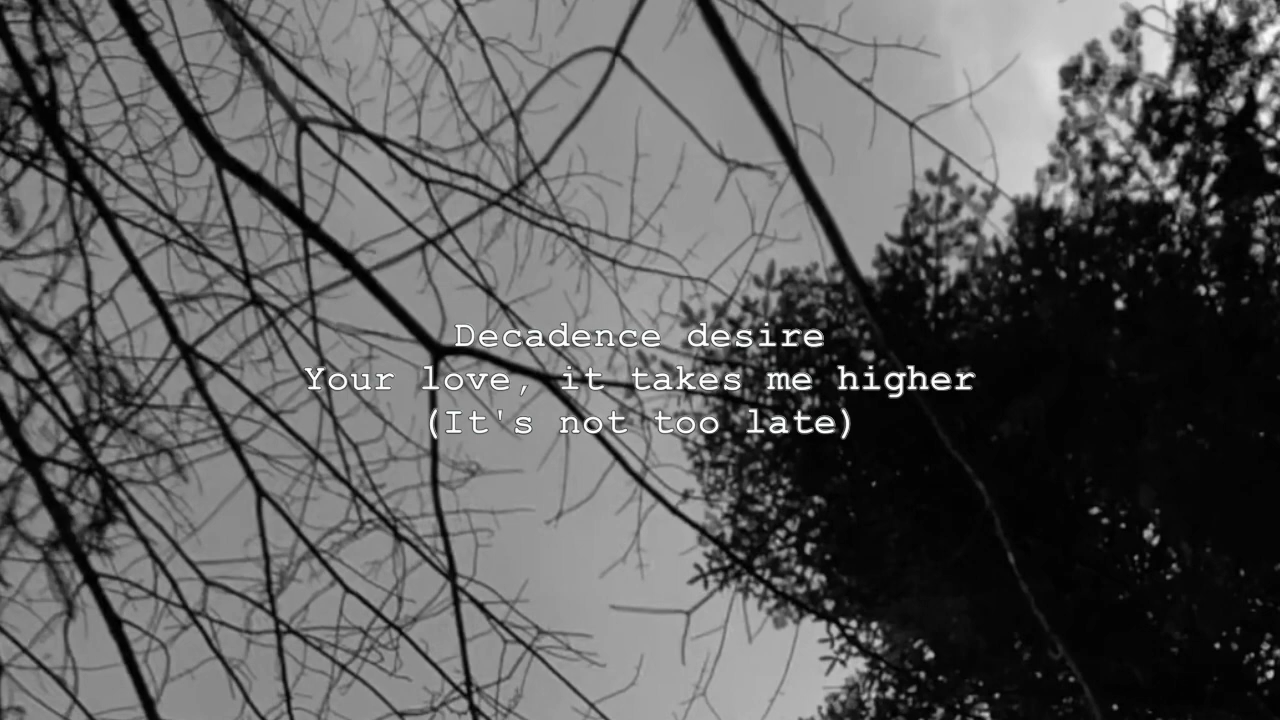 Decadence desire
Your love, it takes me higher
(It's not too late)